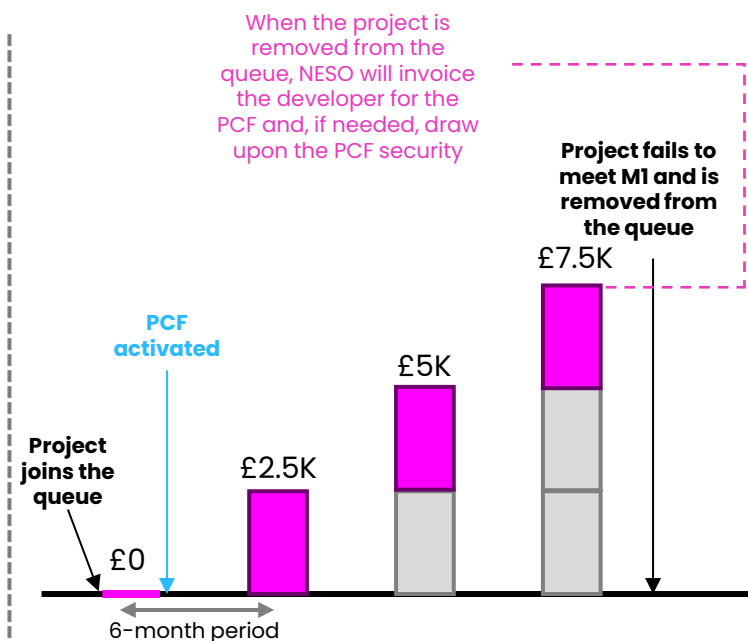 When the project is
removed from the
queue, NESO will invoice
the developer for the
PCF and, if needed, draw
upon the PCF security
Project fails to
meet M1 and is
removed from
the queue
£7.5K
PCF
activated
£5K
Project
joins the
queue
£2.5K
£0
6-month period